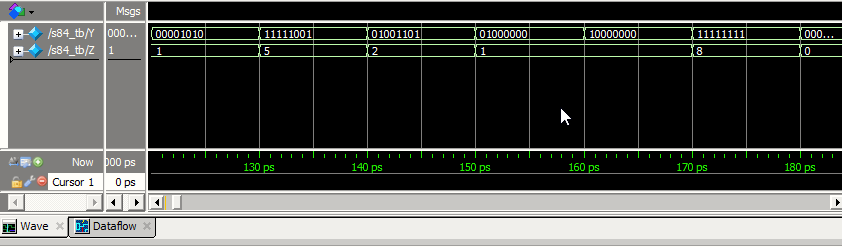 Msgs
/s84_tb/Y 000... 00001010 11111001 01001101 01000000 10000000 11111111 000...
/s84_tb/Z 1 1 5 2 1 8 0
Now 000 ps 130 ps 140 ps 150 ps 160 ps 170 ps 180 ps
Cursor 1 0 ps
Wave Dataflow